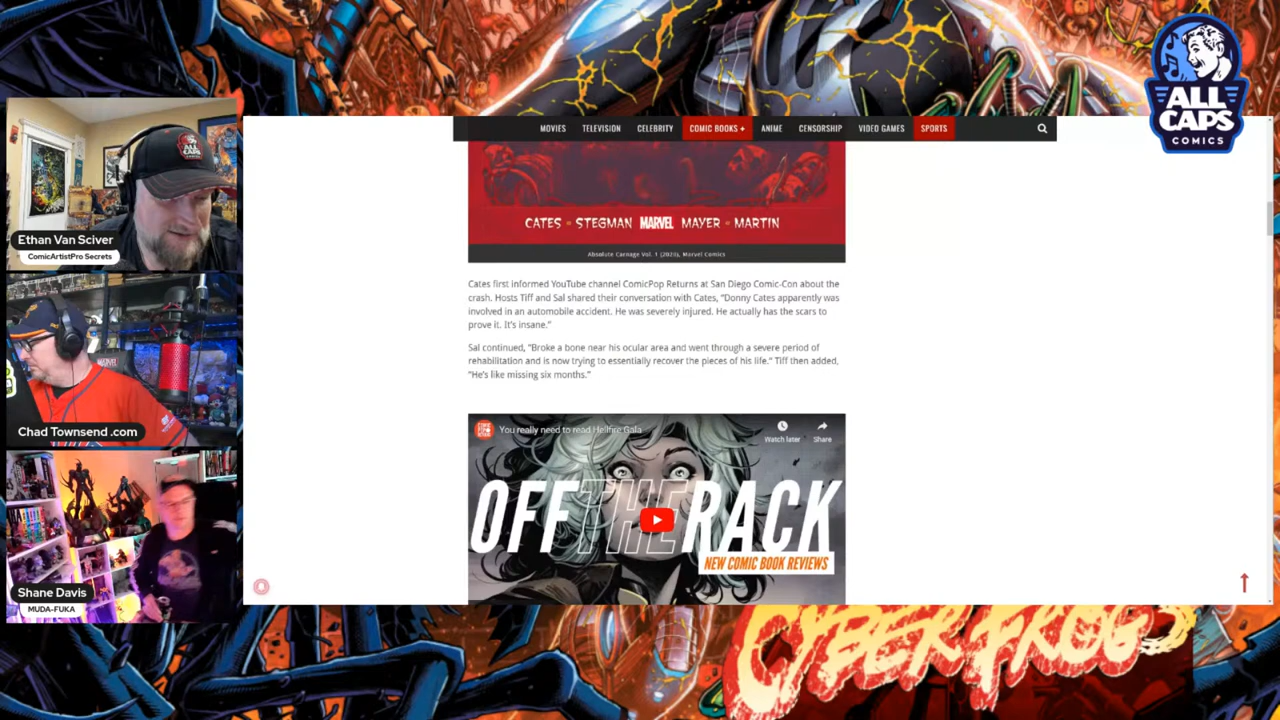 ALL
CAPS
COMICS
MOVIES TELEVISION CELEBRITY COMIC BOOKS + ANIME CENSORSHIP VIDEO GAMES SPORTS
CATES • STEGMAN MARVEL MAYER • MARTIN
Absolute Carnage Vol. 1 (2020), Marvel Comics
Cates first informed YouTube channel ComicPop Returns at San Diego Comic-Con about the
crash. Hosts Tiff and Sal shared their conversation with Cates, “Donny Cates apparently was
involved in an automobile accident. He was severely injured. He actually has the scars to
prove it. It’s insane.”
Sal continued, “Broke a bone near his ocular area and went through a severe period of
rehabilitation and is now trying to essentially recover the pieces of his life.” Tiff then added,
“He’s like missing six months.”
You really need to read Hellfire Gala
Watch later Share
OFF THE RACK
NEW COMIC BOOK REVIEWS
ALL
CAPS
Ethan Van Sciver
ComicArtistPro Secrets
Chad Townsend .com
Shane Davis
MUDA-FUKA
CYBERFROG